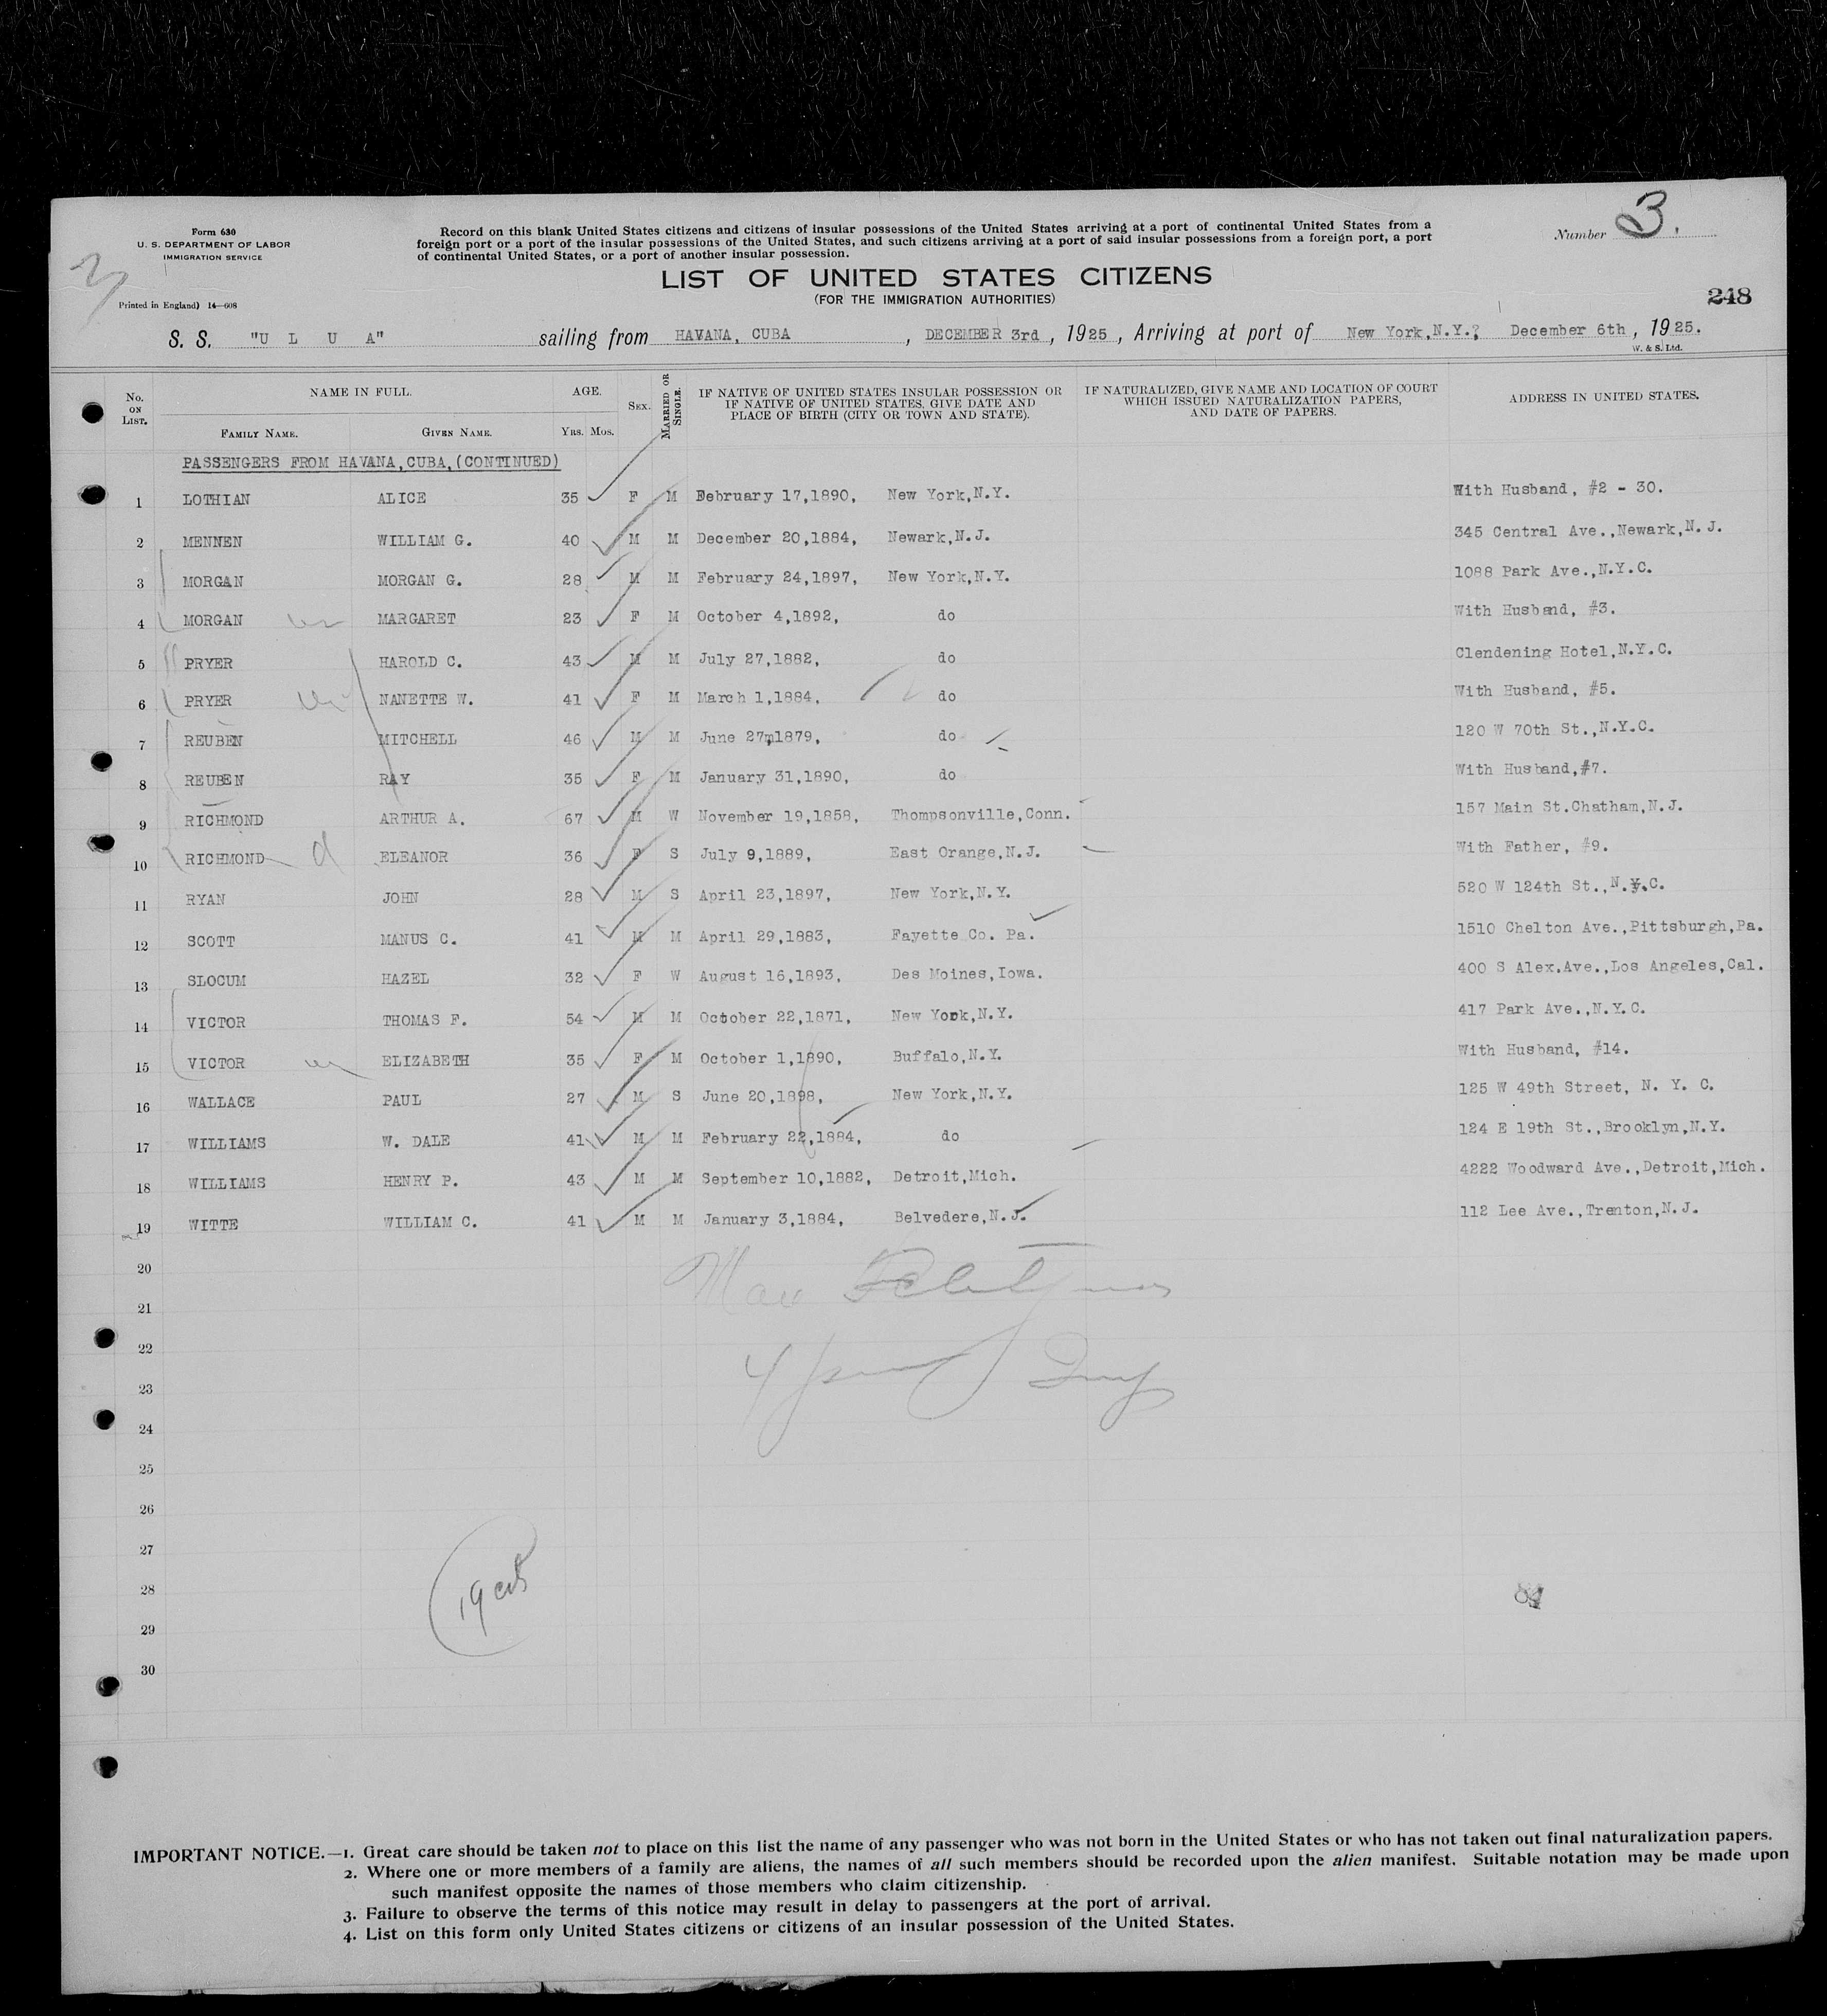 Form 630
U. S. DEPARTMENT OF LABOR
IMMIGRATION SERVICE
Printed in England) 14—608
Record on this blank United States citizens and citizens of insular possessions of the United States arriving at a port of continental United States from a
foreign port or a port of the insular possessions of the United States, and such citizens arriving at a port of said insular possessions from a foreign port, a port
of continental United States, or a port of another insular possession.
Number 3.
LIST OF UNITED STATES CITIZENS
(FOR THE IMMIGRATION AUTHORITIES)
248
S. S. "U L U A" sailing from HAVANA, CUBA, DECEMBER 3rd, 1925, Arriving at port of New York,N.Y.; December 6th, 1925.
W. & S. Ltd.
No. ON LIST. NAME IN FULL. AGE. SEX. MARRIED OR SINGLE. IF NATIVE OF UNITED STATES INSULAR POSSESSION OR IF NATIVE OF UNITED STATES, GIVE DATE AND PLACE OF BIRTH (CITY OR TOWN AND STATE). IF NATURALIZED, GIVE NAME AND LOCATION OF COURT WHICH ISSUED NATURALIZATION PAPERS, AND DATE OF PAPERS. ADDRESS IN UNITED STATES.
FAMILY NAME. GIVEN NAME. YRS. MOS.
PASSENGERS FROM HAVANA,CUBA,(CONTINUED)
1 LOTHIAN ALICE 35 F M February 17,1890, New York,N.Y. With Husband, #2 - 30.
2 MENNEN WILLIAM G. 40 M M December 20,1884, Newark,N.J. 345 Central Ave.,Newark,N.J.
3 MORGAN MORGAN G. 28 M M February 24,1897, New York,N.Y. 1088 Park Ave.,N.Y.C.
4 MORGAN MARGARET 23 F M October 4,1892, do With Husband, #3.
5 PRYER HAROLD C. 43 M M July 27,1882, do Clendening Hotel,N.Y.C.
6 PRYER NANETTE W. 41 F M March 1,1884, do With Husband, #5.
7 REUBEN MITCHELL 46 M M June 27,1879, do 120 W 70th St.,N.Y.C.
8 REUBEN RAY 35 F M January 31,1890, do With Husband,#7.
9 RICHMOND ARTHUR A. 67 M W November 19,1858, Thompsonville,Conn. 157 Main St.Chatham,N.J.
10 RICHMOND d ELEANOR 36 F S July 9,1889, East Orange,N.J. With Father, #9.
11 RYAN JOHN 28 M S April 23,1897, New York,N.Y. 520 W 124th St.,N.Y.C.
12 SCOTT MANUS C. 41 M M April 29,1883, Fayette Co. Pa. 1510 Chelton Ave.,Pittsburgh,Pa.
13 SLOCUM HAZEL 32 F W August 16,1893, Des Moines,Iowa. 400 S Alex.Ave.,Los Angeles,Cal.
14 VICTOR THOMAS F. 54 M M October 22,1871, New York,N.Y. 417 Park Ave.,N.Y.C.
15 VICTOR ELIZABETH 35 F M October 1,1890, Buffalo,N.Y. With Husband, #14.
16 WALLACE PAUL 27 M S June 20,1898, New York,N.Y. 125 W 49th Street, N. Y. C.
17 WILLIAMS W. DALE 41 M M February 22,1884, do 124 E 19th St.,Brooklyn,N.Y.
18 WILLIAMS HENRY P. 43 M M September 10,1882, Detroit,Mich. 4222 Woodward Ave.,Detroit,Mich.
19 WITTE WILLIAM C. 41 M M January 3,1884, Belvedere,N.J. 112 Lee Ave.,Trenton,N.J.
20
21
22
23
24
25
26
27
28
29
30
19
IMPORTANT NOTICE.—1. Great care should be taken not to place on this list the name of any passenger who was not born in the United States or who has not taken out final naturalization papers.
2. Where one or more members of a family are aliens, the names of all such members should be recorded upon the alien manifest. Suitable notation may be made upon
such manifest opposite the names of those members who claim citizenship.
3. Failure to observe the terms of this notice may result in delay to passengers at the port of arrival.
4. List on this form only United States citizens or citizens of an insular possession of the United States.